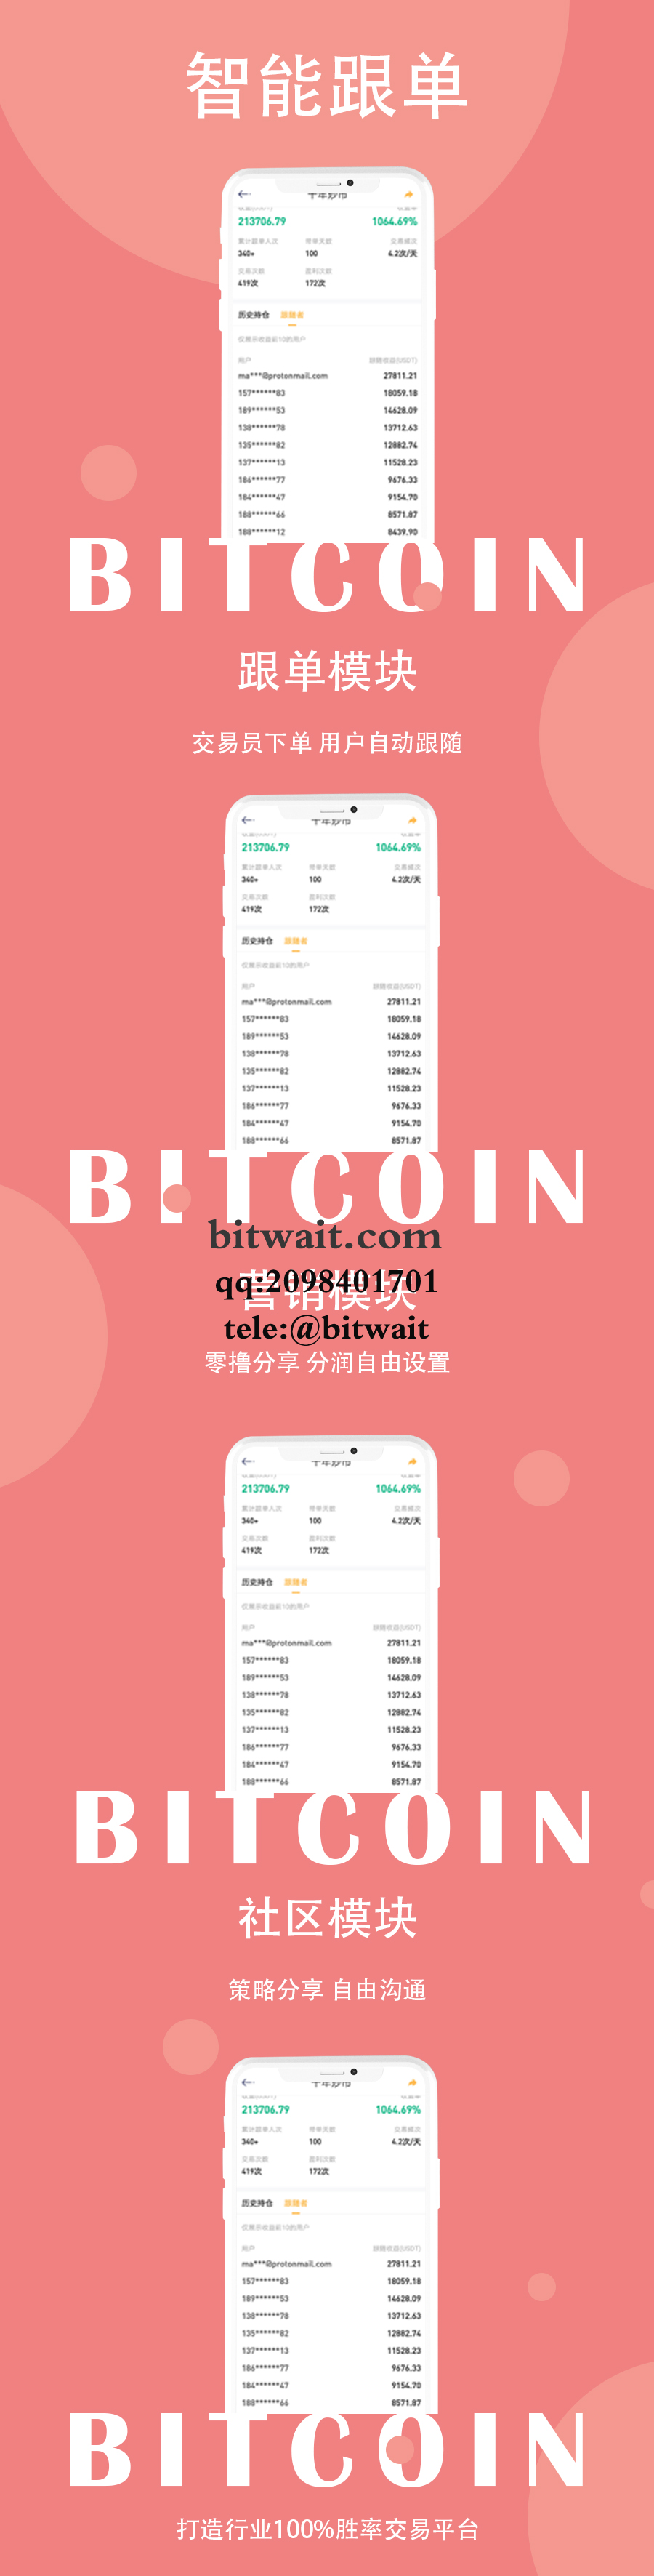 智能跟单
十年炒币
213706.79 1064.69%
累计跟单人次 带单天数 交易频次
340+ 100 4.2次/天
交易次数 盈利次数
419次 172次
历史持仓 跟随者
仅展示收益前10的用户
用户 跟随收益(USDT)
ma***@protonmail.com 27811.21
157******83 18059.18
189******53 14628.09
138******78 13712.63
135******82 12882.74
137******13 11528.23
186******77 9676.33
184******47 9154.70
188******66 8571.87
188******12 8439.90
BITCOIN
跟单模块
交易员下单 用户自动跟随
十年炒币
213706.79 1064.69%
累计跟单人次 带单天数 交易频次
340+ 100 4.2次/天
交易次数 盈利次数
419次 172次
历史持仓 跟随者
仅展示收益前10的用户
用户 跟随收益(USDT)
ma***@protonmail.com 27811.21
157******83 18059.18
189******53 14628.09
138******78 13712.63
135******82 12882.74
137******13 11528.23
186******77 9676.33
184******47 9154.70
188******66 8571.87
BITCOIN
bitwait.com
qq:2098401701
营销模块
tele:@bitwait
零撸分享 分润自由设置
十年炒币
213706.79 1064.69%
累计跟单人次 带单天数 交易频次
340+ 100 4.2次/天
交易次数 盈利次数
419次 172次
历史持仓 跟随者
仅展示收益前10的用户
用户 跟随收益(USDT)
ma***@protonmail.com 27811.21
157******83 18059.18
189******53 14628.09
138******78 13712.63
135******82 12882.74
137******13 11528.23
186******77 9676.33
184******47 9154.70
188******66 8571.87
BITCOIN
社区模块
策略分享 自由沟通
十年炒币
213706.79 1064.69%
累计跟单人次 带单天数 交易频次
340+ 100 4.2次/天
交易次数 盈利次数
419次 172次
历史持仓 跟随者
仅展示收益前10的用户
用户 跟随收益(USDT)
ma***@protonmail.com 27811.21
157******83 18059.18
189******53 14628.09
138******78 13712.63
135******82 12882.74
137******13 11528.23
186******77 9676.33
184******47 9154.70
188******66 8571.87
BITCOIN
打造行业100%胜率交易平台